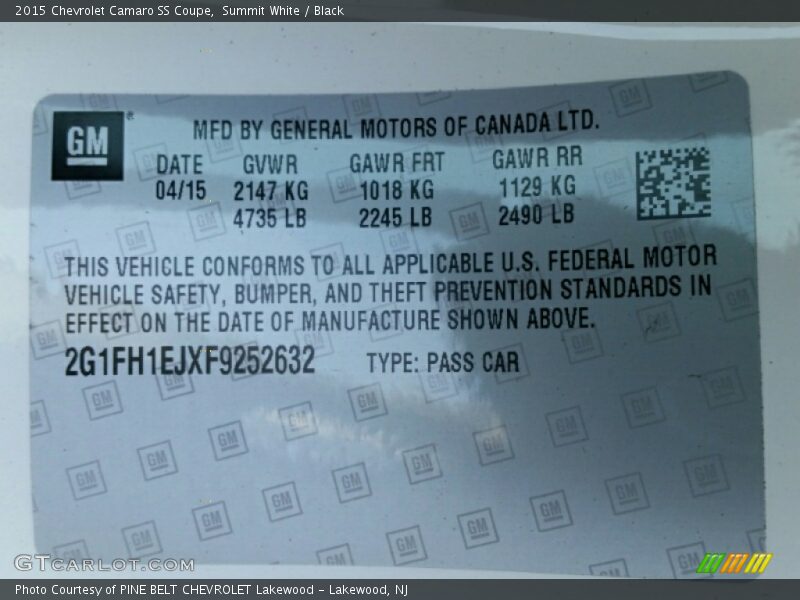 2015 Chevrolet Camaro SS Coupe, Summit White / Black
GM®
MFD BY GENERAL MOTORS OF CANADA LTD.
DATE GVWR GAWR FRT GAWR RR
04/15 2147 KG 1018 KG 1129 KG
4735 LB 2245 LB 2490 LB
THIS VEHICLE CONFORMS TO ALL APPLICABLE U.S. FEDERAL MOTOR
VEHICLE SAFETY, BUMPER, AND THEFT PREVENTION STANDARDS IN
EFFECT ON THE DATE OF MANUFACTURE SHOWN ABOVE.
2G1FH1EJXF9252632 TYPE: PASS CAR
GTCARLOT.COM
Photo Courtesy of PINE BELT CHEVROLET Lakewood - Lakewood, NJ